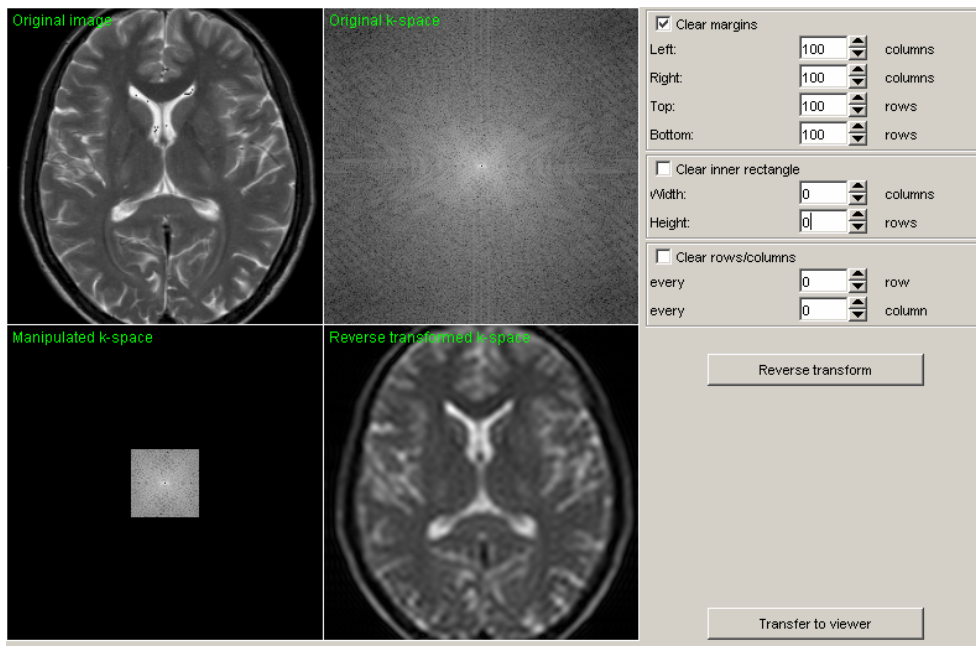 Original image
Original k-space
Clear margins
Left: 100 columns
Right: 100 columns
Top: 100 rows
Bottom: 100 rows
Clear inner rectangle
Width: 0 columns
Height: 0 rows
Clear rows/columns
every 0 row
every 0 column
Manipulated k-space
Reverse transformed k-space
Reverse transform
Transfer to viewer